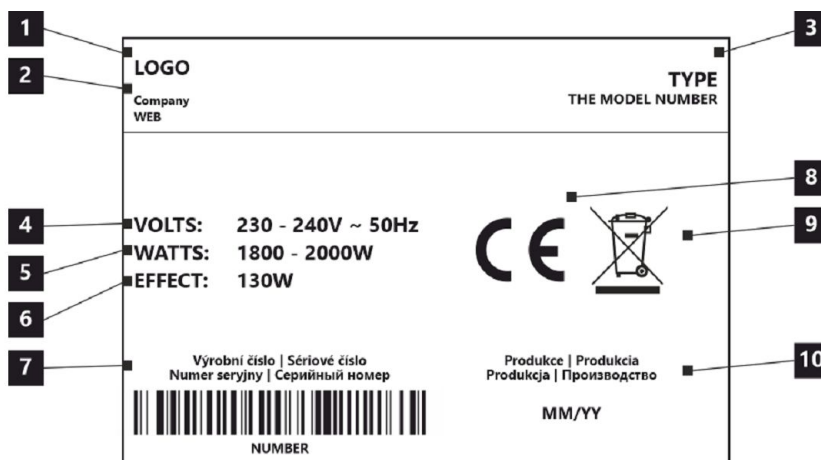 1
3
LOGO
2
TYPE
Company
THE MODEL NUMBER
WEB
8
4
VOLTS: 230 - 240V ~ 50Hz
9
WATTS: 1800 - 2000W
5
EFFECT: 130W
6
CE
7
Výrobní číslo | Sériové číslo
Numer seryjny | Серийный номер
Produkce | Produkcia
Produkcja | Производство
10
MM/YY
NUMBER